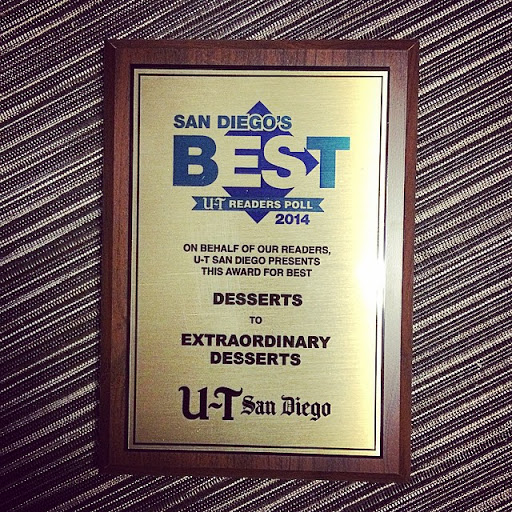 SAN DIEGO'S
BEST
U-T READERS POLL
2014
ON BEHALF OF OUR READERS,
U-T SAN DIEGO PRESENTS
THIS AWARD FOR BEST
DESSERTS
TO
EXTRAORDINARY
DESSERTS
U-T San Diego